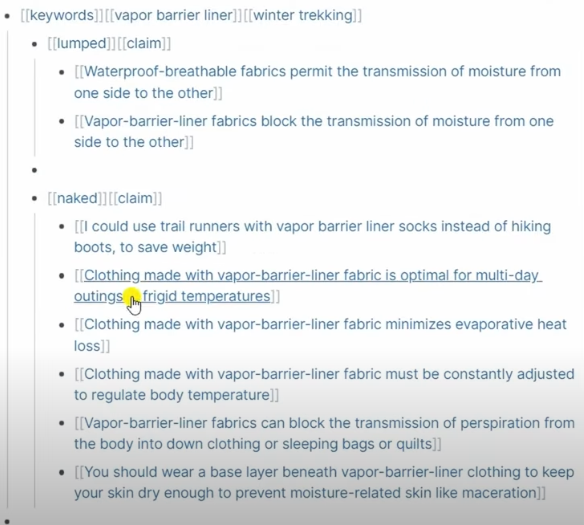 [[keywords]][[vapor barrier liner]][[winter trekking]]
[[lumped]][[claim]]
[[Waterproof-breathable fabrics permit the transmission of moisture from
one side to the other]]
[[Vapor-barrier-liner fabrics block the transmission of moisture from one
side to the other]]
[[naked]][[claim]]
[[I could use trail runners with vapor barrier liner socks instead of hiking
boots, to save weight]]
[[Clothing made with vapor-barrier-liner fabric is optimal for multi-day
outings frigid temperatures]]
[[Clothing made with vapor-barrier-liner fabric minimizes evaporative heat
loss]]
[[Clothing made with vapor-barrier-liner fabric must be constantly adjusted
to regulate body temperature]]
[[Vapor-barrier-liner fabrics can block the transmission of perspiration from
the body into down clothing or sleeping bags or quilts]]
[[You should wear a base layer beneath vapor-barrier-liner clothing to keep
your skin dry enough to prevent moisture-related skin like maceration]]